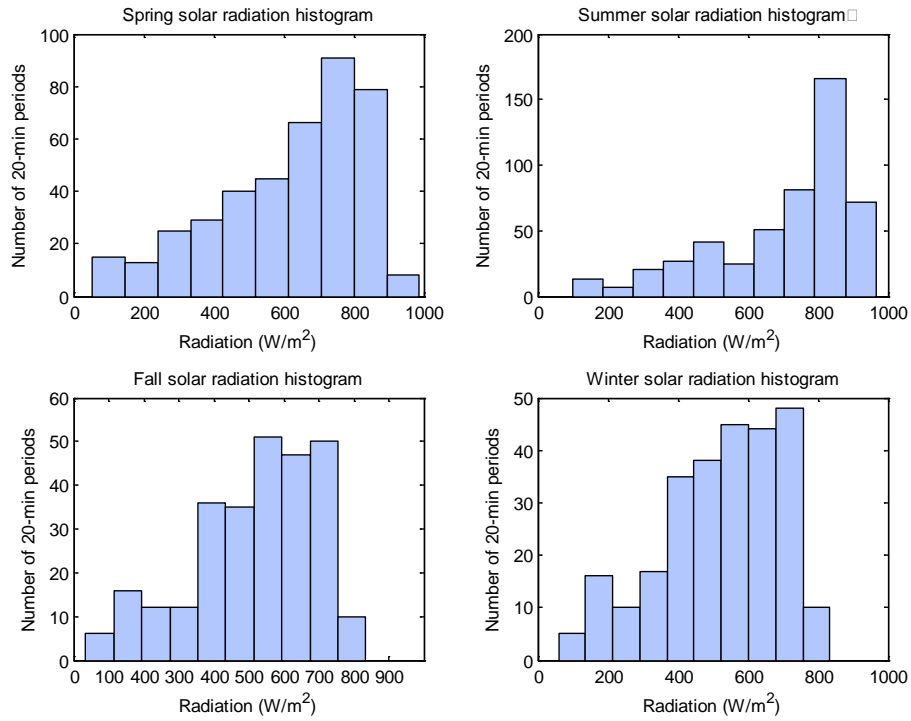 Spring solar radiation histogram
Number of 20-min periods
100
80
60
40
20
0
0 200 400 600 800 1000
Radiation (W/m²)
Summer solar radiation histogram□
Number of 20-min periods
200
150
100
50
0
0 200 400 600 800 1000
Radiation (W/m²)
Fall solar radiation histogram
Number of 20-min periods
60
50
40
30
20
10
0
0 100 400 300 400 500 600 700 900
Radiation (W/m²)
Winter solar radiation histogram
Number of 20-min periods
50
40
30
20
10
0
0 200 400 600 800 1000
Radiation (W/m²)